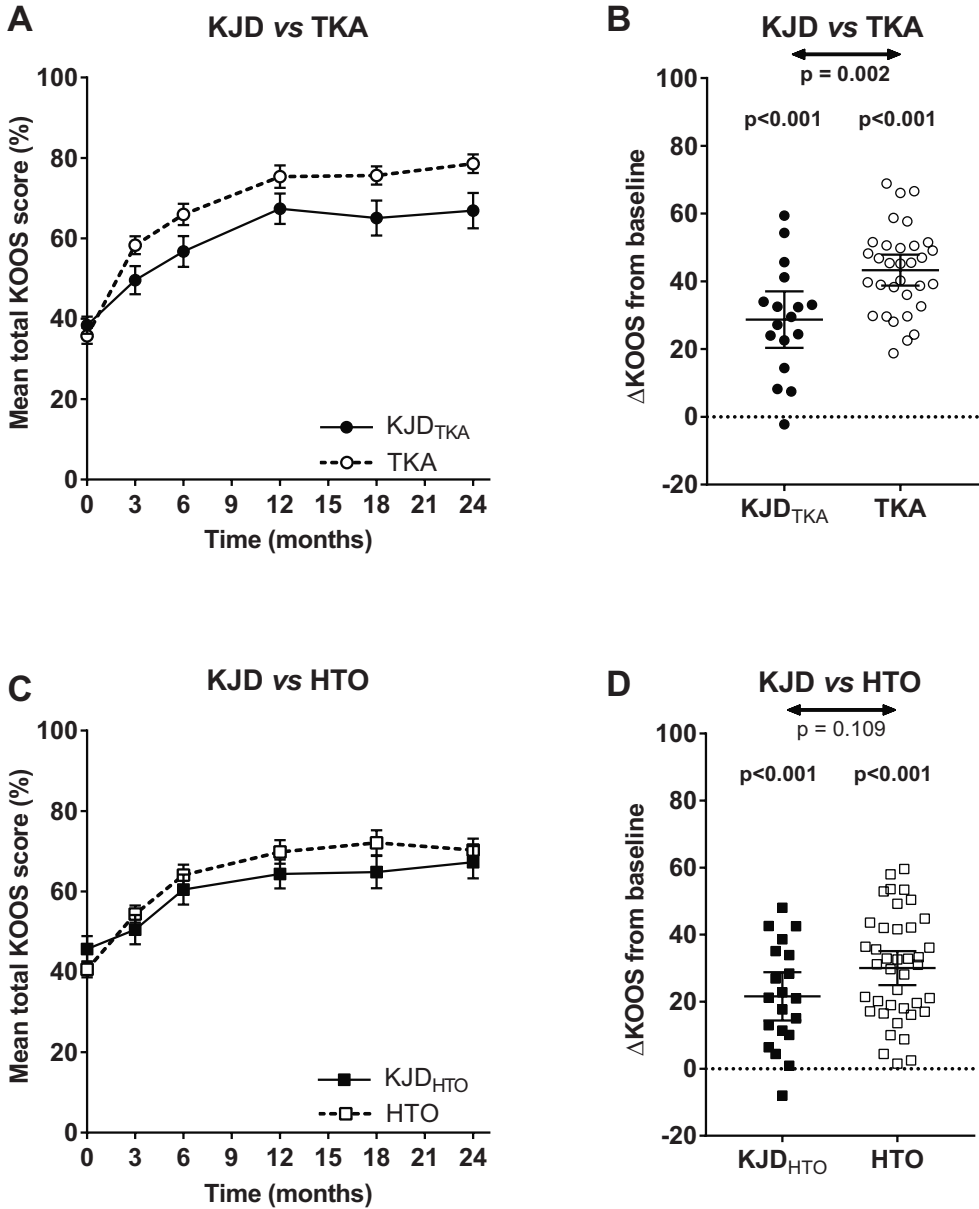 A
KJD vs TKA
100
80
60
40
20
0
Mean total KOOS score (%)
KJDTKA
TKA
0 3 6 9 12 15 18 21 24
Time (months)
B
KJD vs TKA
p = 0.002
p<0.001 p<0.001
100
80
60
40
20
0
-20
ΔKOOS from baseline
KJDTKA TKA
C
KJD vs HTO
100
80
60
40
20
0
Mean total KOOS score (%)
KJDHTO
HTO
0 3 6 9 12 15 18 21 24
Time (months)
D
KJD vs HTO
p = 0.109
p<0.001 p<0.001
100
80
60
40
20
0
-20
ΔKOOS from baseline
KJDHTO HTO